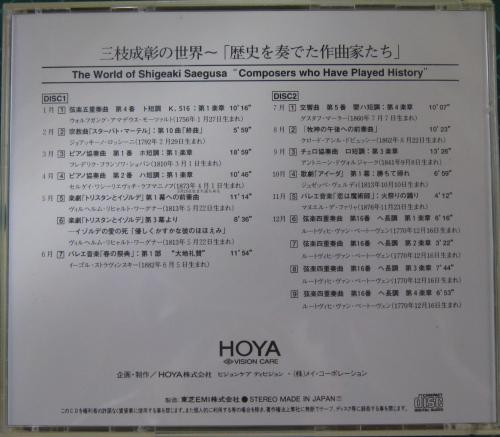 三枝成彰の世界～「歴史を奏でた作曲家たち」
The World of Shigeaki Saegusa "Composers who Have Played History"
DISC1
1月 1 弦楽五重奏曲 第4番 ト短調 K.516：第1楽章 10'16"
ウォルフガング・アマデウス・モーツァルト(1756年1月27日生まれ)
2月 2 宗教曲「スターバト・マーテル」：第10曲「終曲」 5'59"
ジョアッキーノ・ロッシーニ(1792年2月29日生まれ)
3月 3 ピアノ協奏曲 第1番 ホ短調：第1楽章 18'59"
フレデリク・フランソワ・ショパン(1810年3月1日生まれ)
4月 4 ピアノ協奏曲 第2番 ハ短調：第1楽章 10'46"
セルゲイ・ワシーリエヴィチ・ラフマニノフ(1873年4月1日生まれ)
5月 5 楽劇「トリスタンとイゾルデ」第1幕への前奏曲 11'14"
ヴィルヘルム・リヒャルト・ワーグナー(1813年5月22日生まれ)
6 楽劇「トリスタンとイゾルデ」第3幕より 8'36"
―イゾルデの愛の死「優しくかすかな彼のほほえみ」
ヴィルヘルム・リヒャルト・ワーグナー(1813年5月22日生まれ)
6月 7 バレエ音楽「春の祭典」：第1部 "大地礼賛" 11'54"
イーゴル・ストラヴィンスキー(1882年6月5日生まれ)
DISC2
7月 1 交響曲 第5番 嬰ハ短調：第4楽章 10'07"
グスタフ・マーラー(1860年7月7日生まれ)
8月 2 「牧神の午後への前奏曲」 10'23"
クロード・アシル・ドビュッシー(1862年8月22日生まれ)
9月 3 チェロ協奏曲 ロ短調：第3楽章 13'26"
アントニーン・ドヴォルジャーク(1841年9月8日生まれ)
10月 4 歌劇「アイーダ」第1幕：勝ちて帰れ 6'59"
ジュゼッペ・ヴェルディ(1813年10月10日生まれ)
11月 5 バレエ音楽「恋は魔術師」：火祭りの踊り 4'12"
マヌエル・デ・ファリャ(1876年11月23日生まれ)
12月 6 弦楽四重奏曲 第16番 ヘ長調 第1楽章 6'16"
ルートヴィヒ・ヴァン・ベートーヴェン(1770年12月16日生まれ)
7 弦楽四重奏曲 第16番 ヘ長調 第2楽章 3'22"
ルートヴィヒ・ヴァン・ベートーヴェン(1770年12月16日生まれ)
8 弦楽四重奏曲 第16番 ヘ長調 第3楽章 7'44"
ルートヴィヒ・ヴァン・ベートーヴェン(1770年12月16日生まれ)
9 弦楽四重奏曲 第16番 ヘ長調 第4楽章 6'53"
ルートヴィヒ・ヴァン・ベートーヴェン(1770年12月16日生まれ)
HOYA
VISION CARE
企画・制作／HOYA株式会社 ビジョンケア ディビジョン・(株)メイ・コーポレーション
製造：東芝EMI株式会社 STEREO MADE IN JAPAN
COMPACT
disc
DIGITAL AUDIO